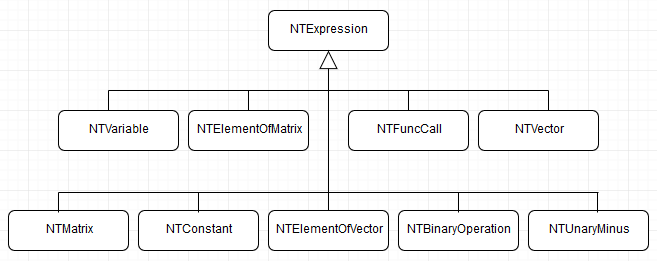 NTExpression
NTVariable
NTElementOfMatrix
NTFuncCall
NTVector
NTMatrix
NTConstant
NTElementOfVector
NTBinaryOperation
NTUnaryMinus